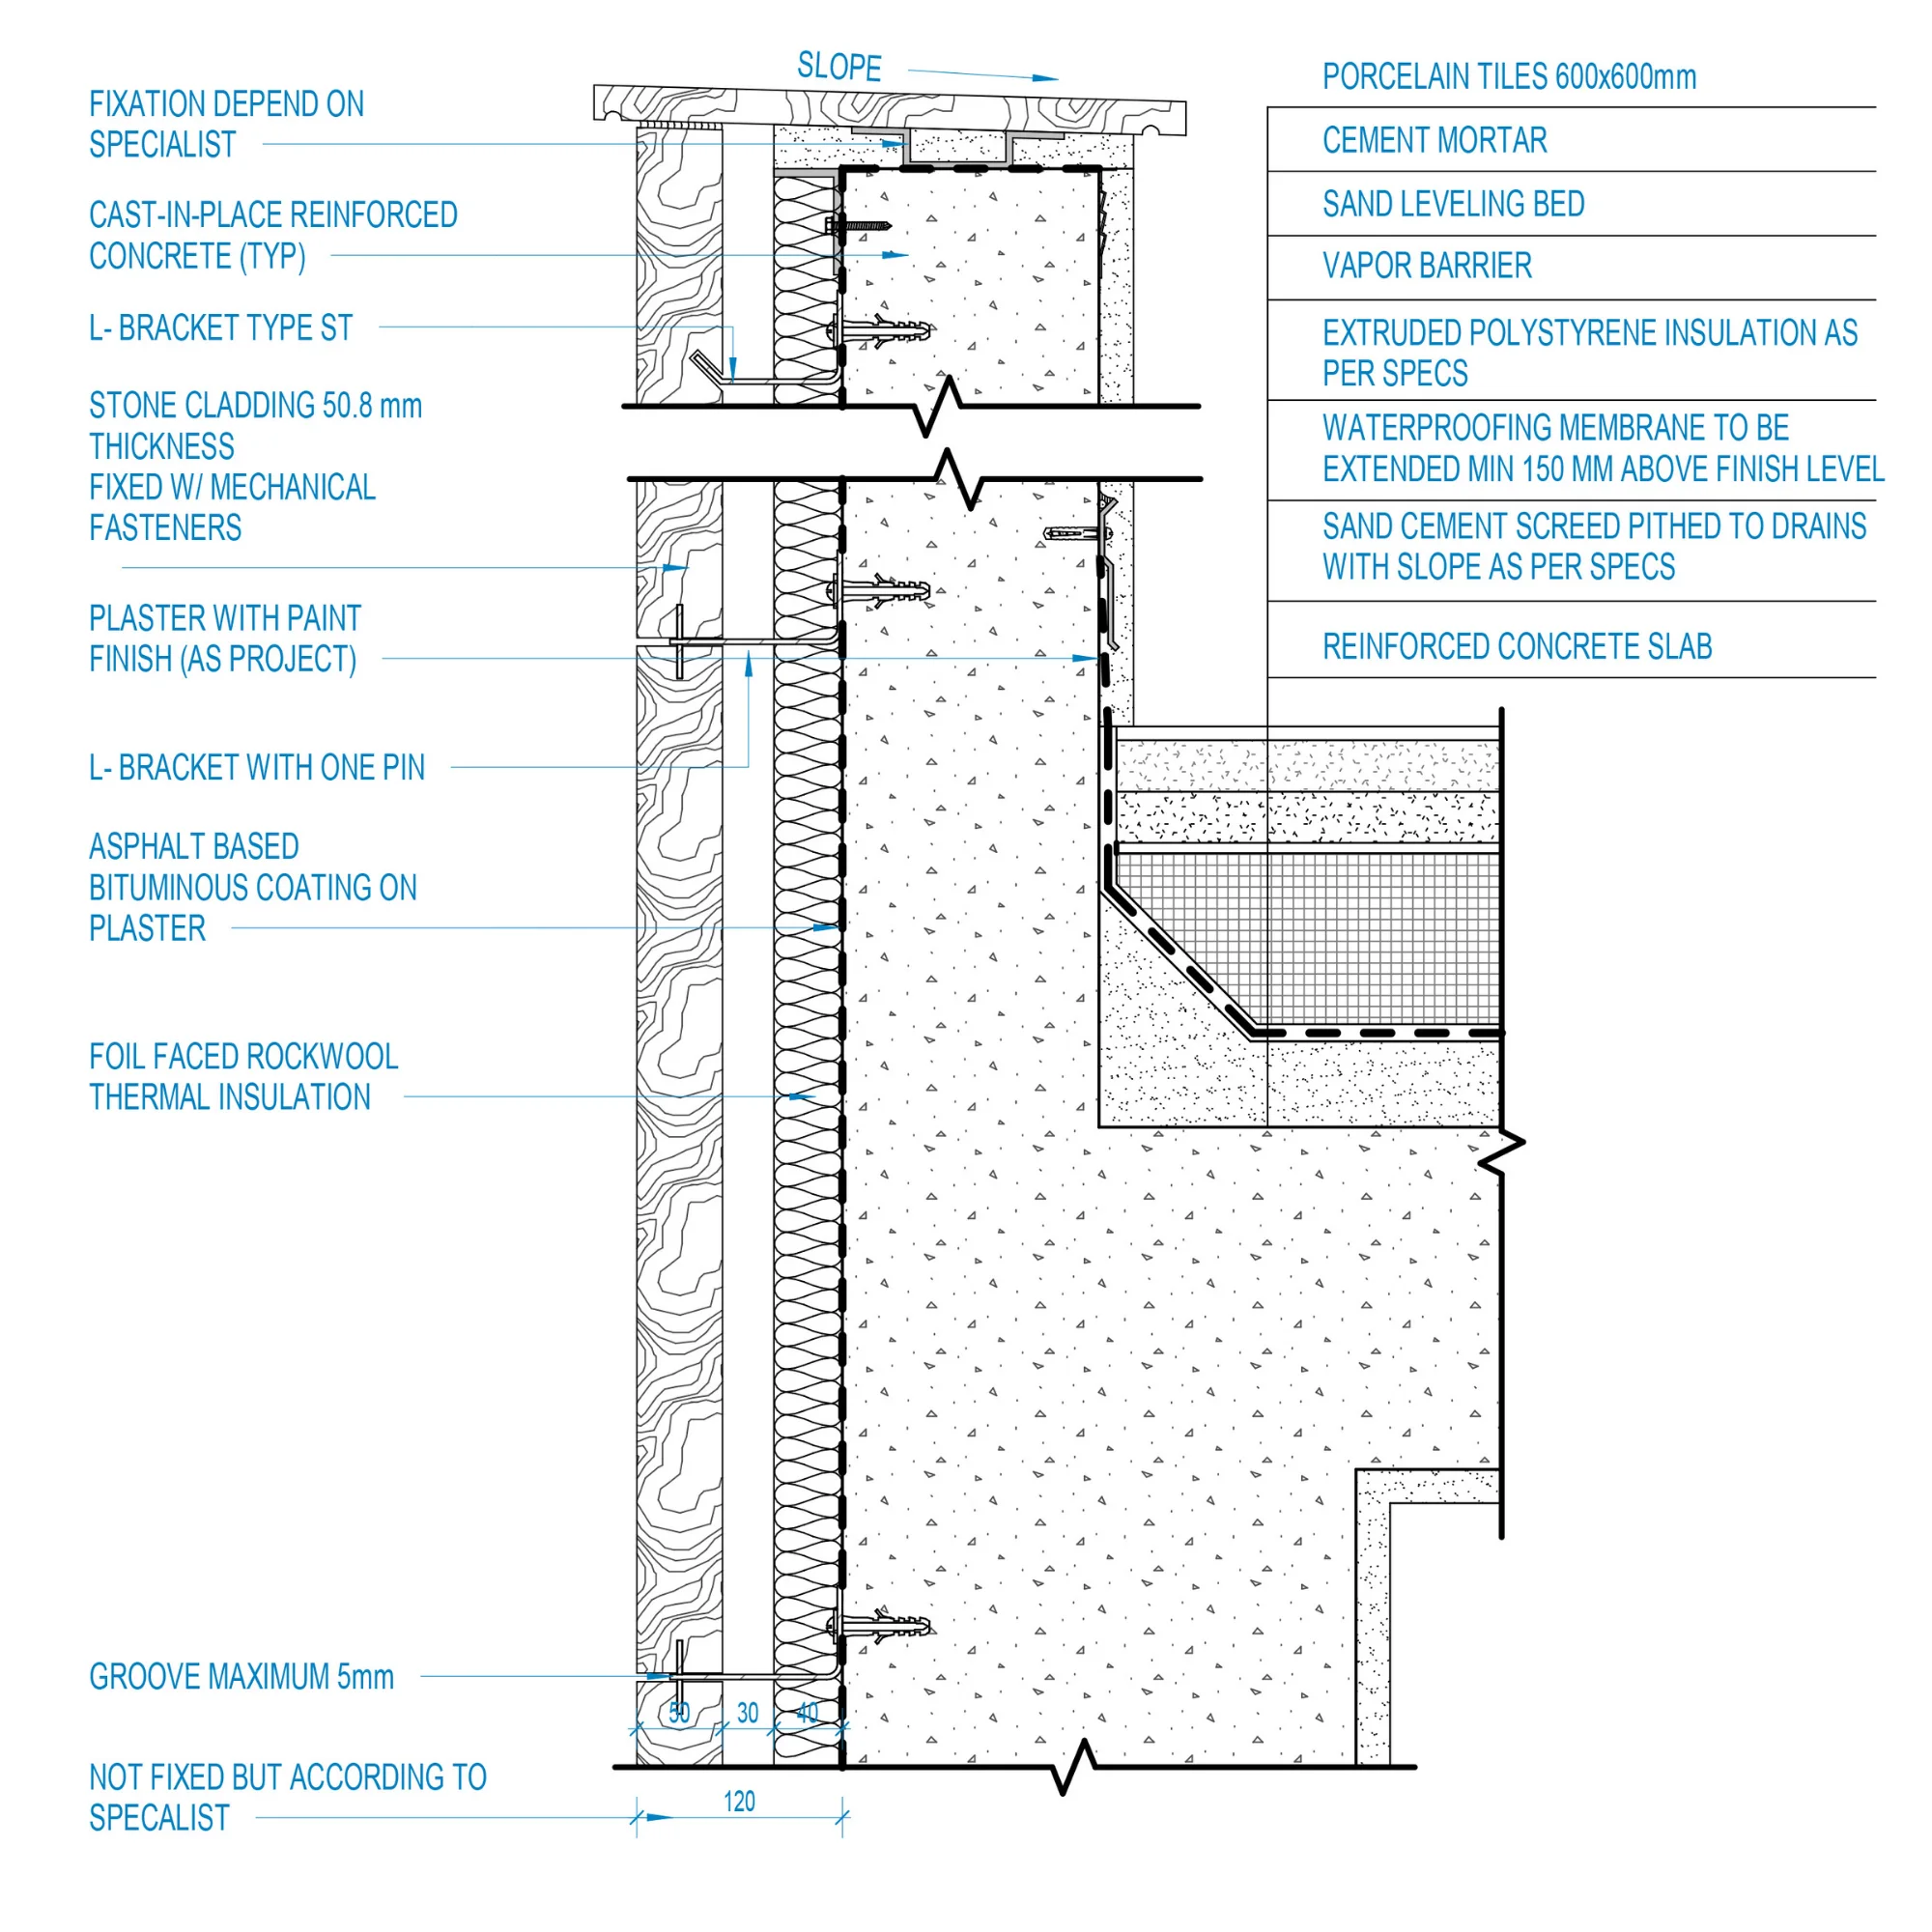 SLOPE
FIXATION DEPEND ON
SPECIALIST
CAST-IN-PLACE REINFORCED
CONCRETE (TYP)
L- BRACKET TYPE ST
STONE CLADDING 50.8 mm
THICKNESS
FIXED W/ MECHANICAL
FASTENERS
PLASTER WITH PAINT
FINISH (AS PROJECT)
L- BRACKET WITH ONE PIN
ASPHALT BASED
BITUMINOUS COATING ON
PLASTER
FOIL FACED ROCKWOOL
THERMAL INSULATION
GROOVE MAXIMUM 5mm
NOT FIXED BUT ACCORDING TO
SPECALIST
50 30 40
120
PORCELAIN TILES 600x600mm
CEMENT MORTAR
SAND LEVELING BED
VAPOR BARRIER
EXTRUDED POLYSTYRENE INSULATION AS
PER SPECS
WATERPROOFING MEMBRANE TO BE
EXTENDED MIN 150 MM ABOVE FINISH LEVEL
SAND CEMENT SCREED PITHED TO DRAINS
WITH SLOPE AS PER SPECS
REINFORCED CONCRETE SLAB